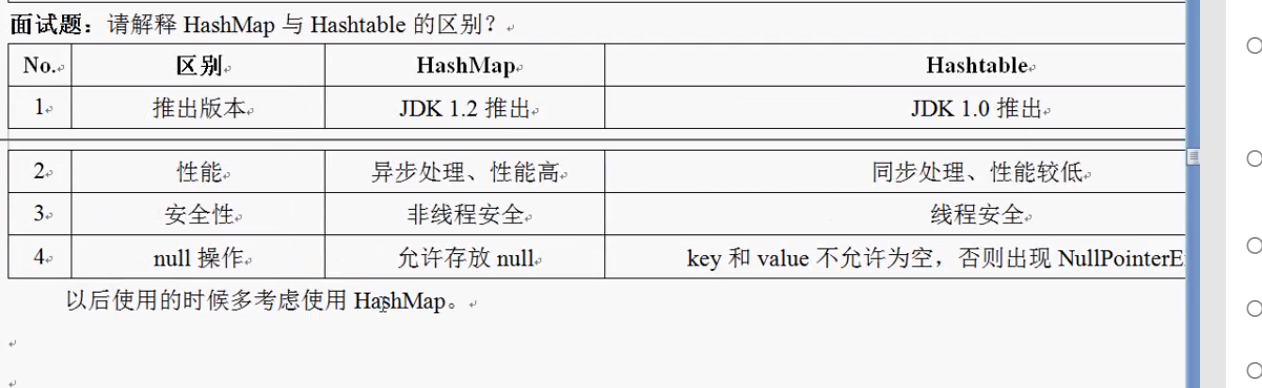 面试题：请解释 HashMap 与 Hashtable 的区别？
No. 区别 HashMap Hashtable
1 推出版本 JDK 1.2 推出 JDK 1.0 推出
2 性能 异步处理、性能高 同步处理、性能较低
3 安全性 非线程安全 线程安全
4 null 操作 允许存放 null key 和 value 不允许为空，否则出现 NullPointerE
以后使用的时候多考虑使用 HashMap。